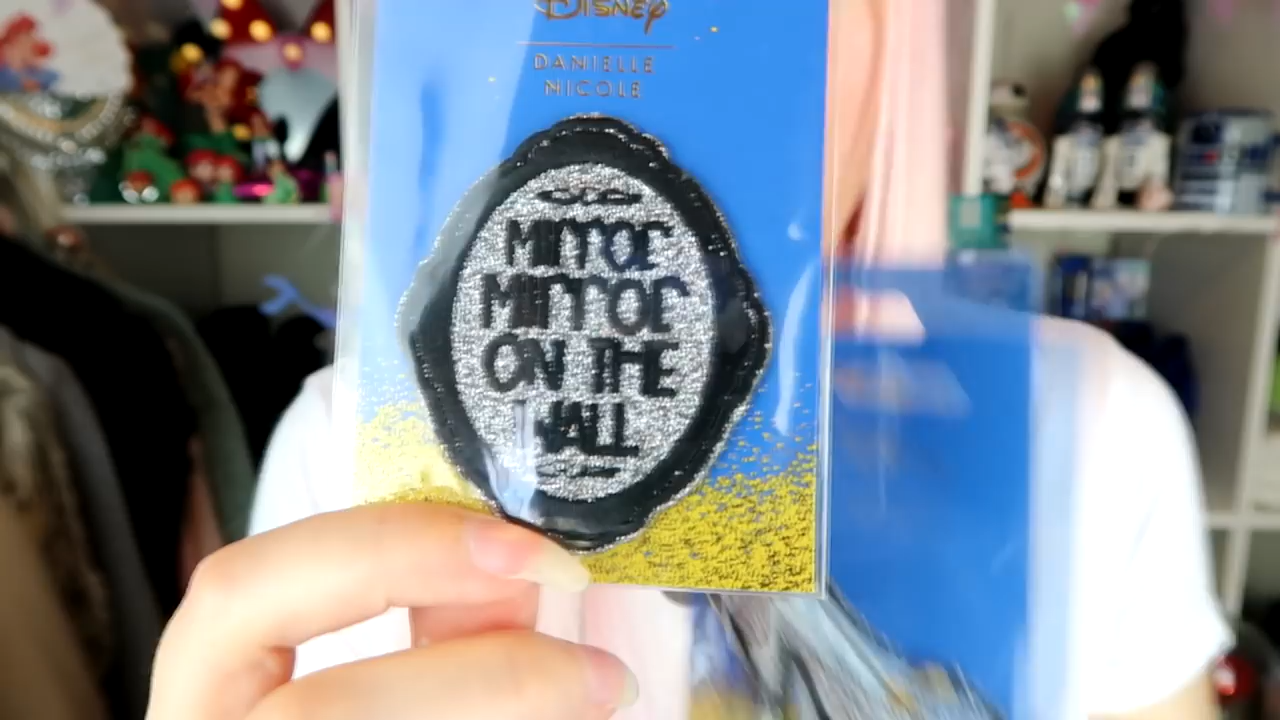 Disney
DANIELLE
NICOLE
MIRROR
MIRROR
ON THE
WALL